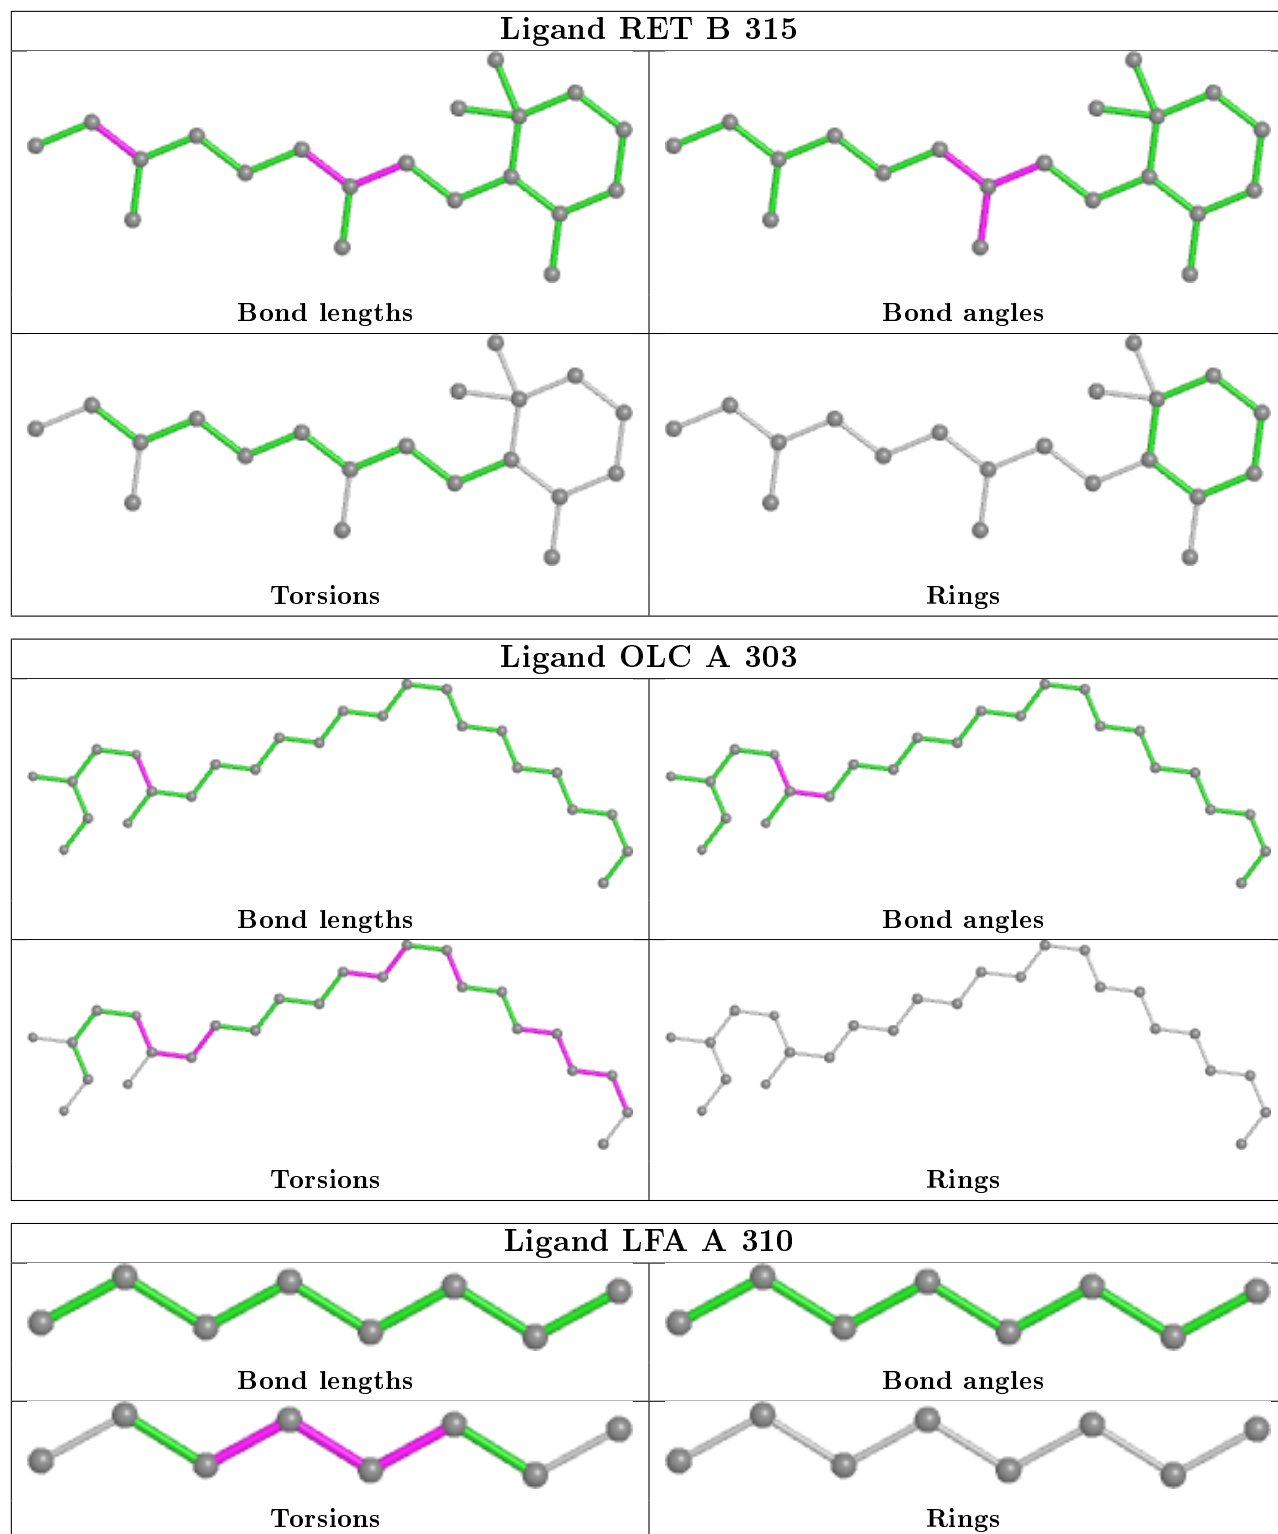 Ligand RET B 315
Bond lengths
Bond angles
Torsions
Rings
Ligand OLC A 303
Bond lengths
Bond angles
Torsions
Rings
Ligand LFA A 310
Bond lengths
Bond angles
Torsions
Rings